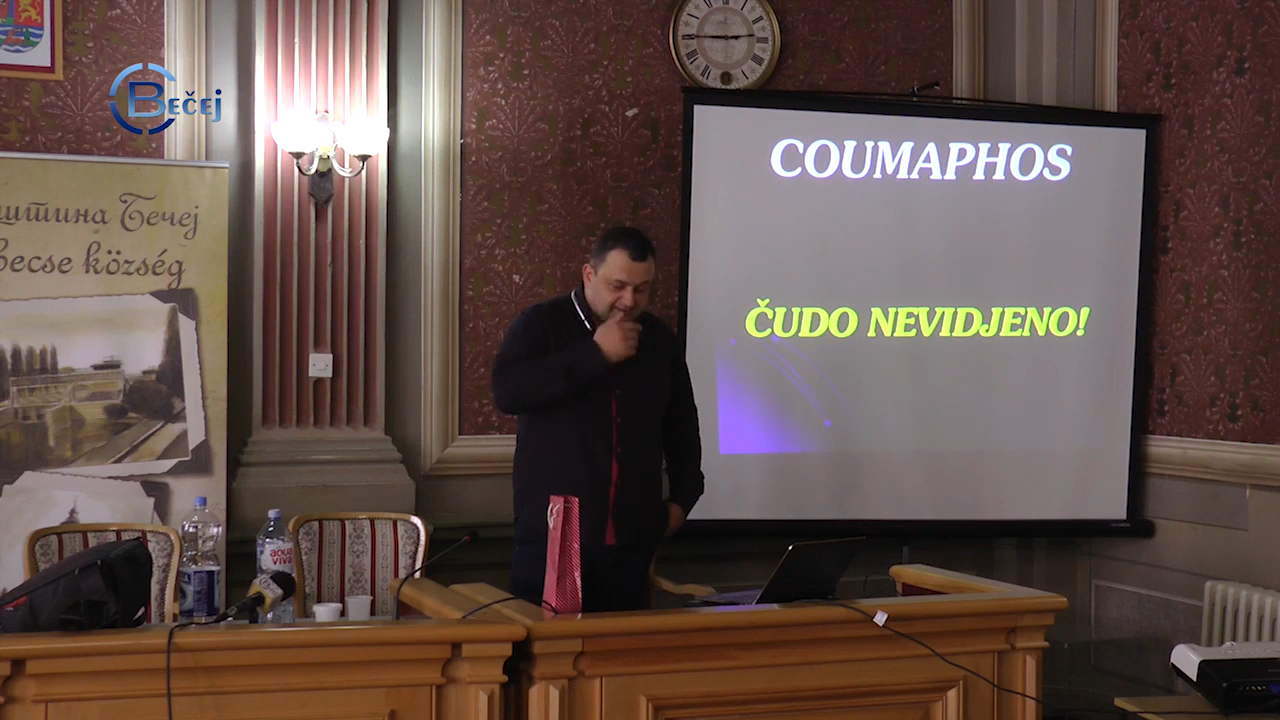 BEČEJ
штина Бечеј
Becse község
COUMAPHOS
ČUDO NEVIDJENO!
aqua
viva